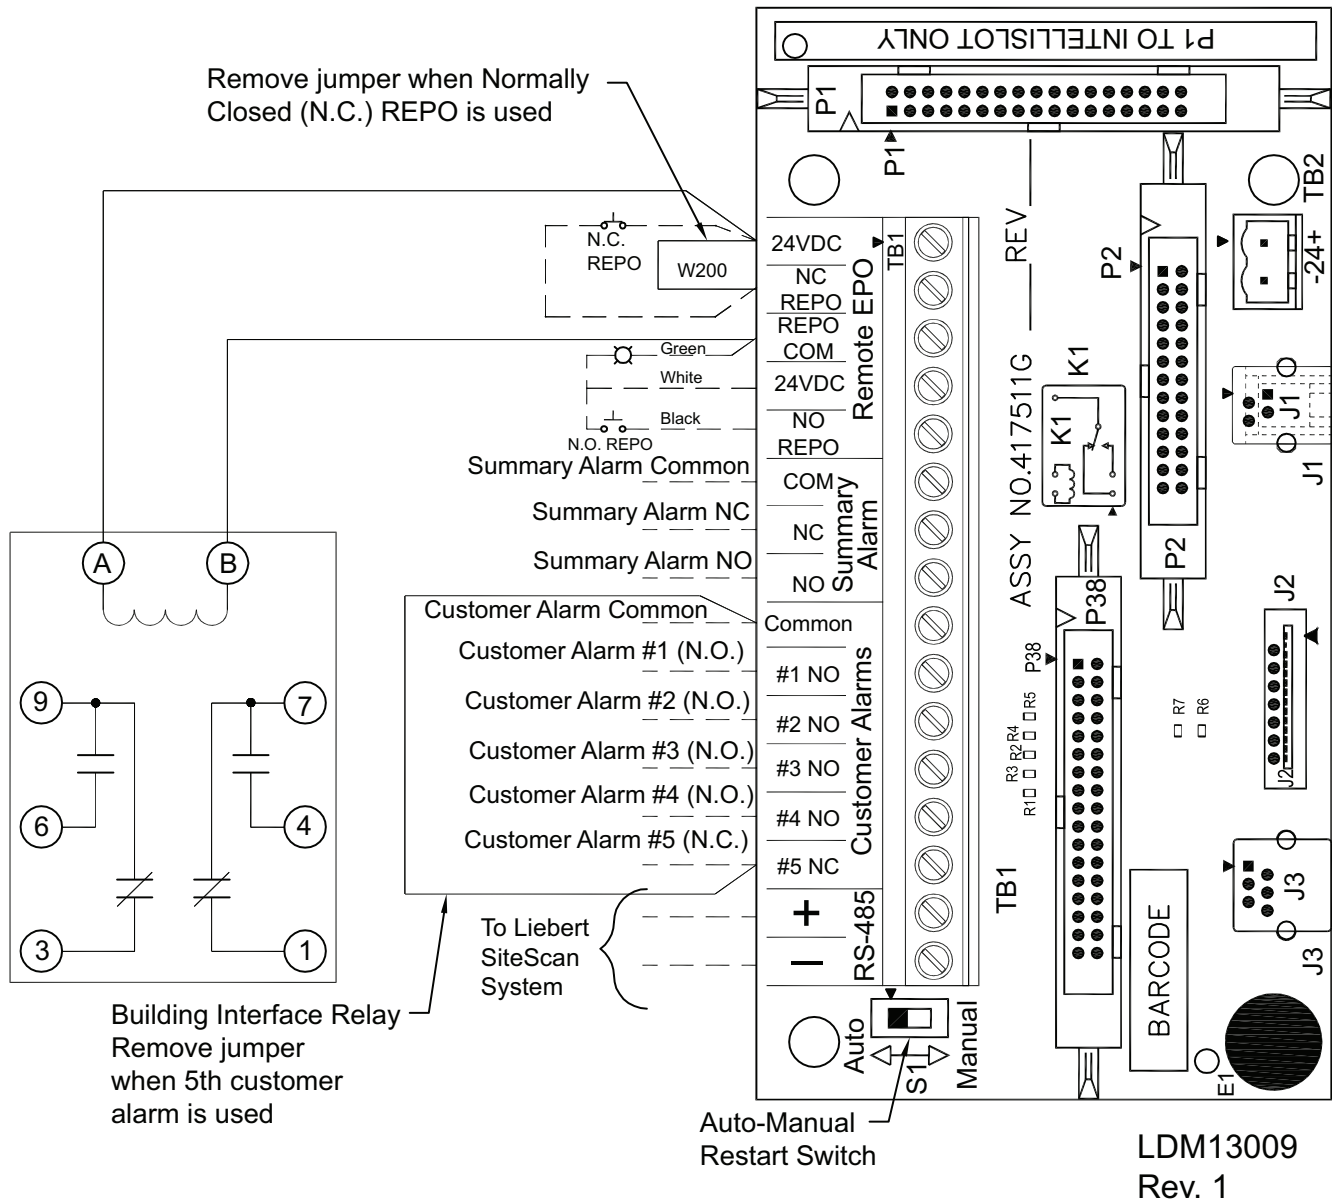 P1 TO INTELLISLOT ONLY
P1
P1
Remove jumper when Normally
Closed (N.C.) REPO is used
N.C.
REPO
W200
24VDC
NC
REPO
REPO
COM
24VDC
NO
REPO
Remote EPO
TB1
Green
White
Black
N.O. REPO
Summary Alarm Common
Summary Alarm NC
Summary Alarm NO
COM
NC
NO
Summary
Alarm
Customer Alarm Common
Customer Alarm #1 (N.O.)
Customer Alarm #2 (N.O.)
Customer Alarm #3 (N.O.)
Customer Alarm #4 (N.O.)
Customer Alarm #5 (N.C.)
Common
#1 NO
#2 NO
#3 NO
#4 NO
#5 NC
Customer Alarms
+
–
RS-485
To Liebert
SiteScan
System
A
B
9
7
6
4
3
1
Building Interface Relay
Remove jumper
when 5th customer
alarm is used
Auto
Manual
S1
Auto-Manual
Restart Switch
ASSY NO.417511G
REV
K1
K1
P2
P2
TB2
-24+
J1
J1
J2
J2
P38
P38
R5
R4
R2
R3
R1
R7
R6
TB1
J3
J3
BARCODE
E1
LDM13009
Rev. 1